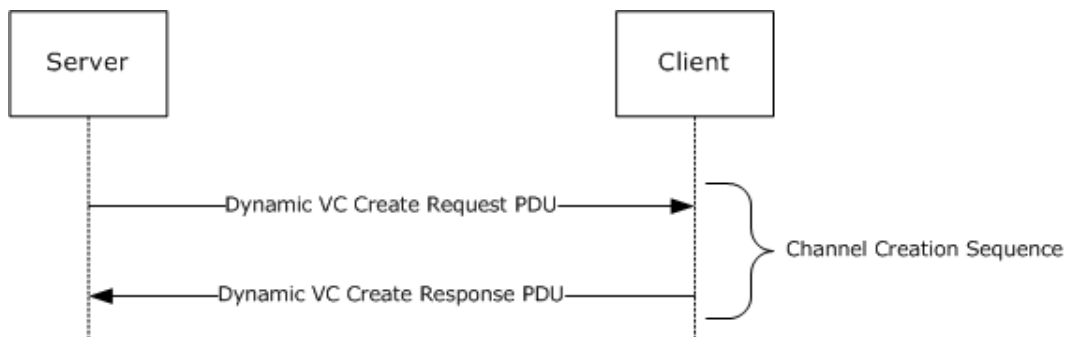 Server
Client
Dynamic VC Create Request PDU
Channel Creation Sequence
Dynamic VC Create Response PDU